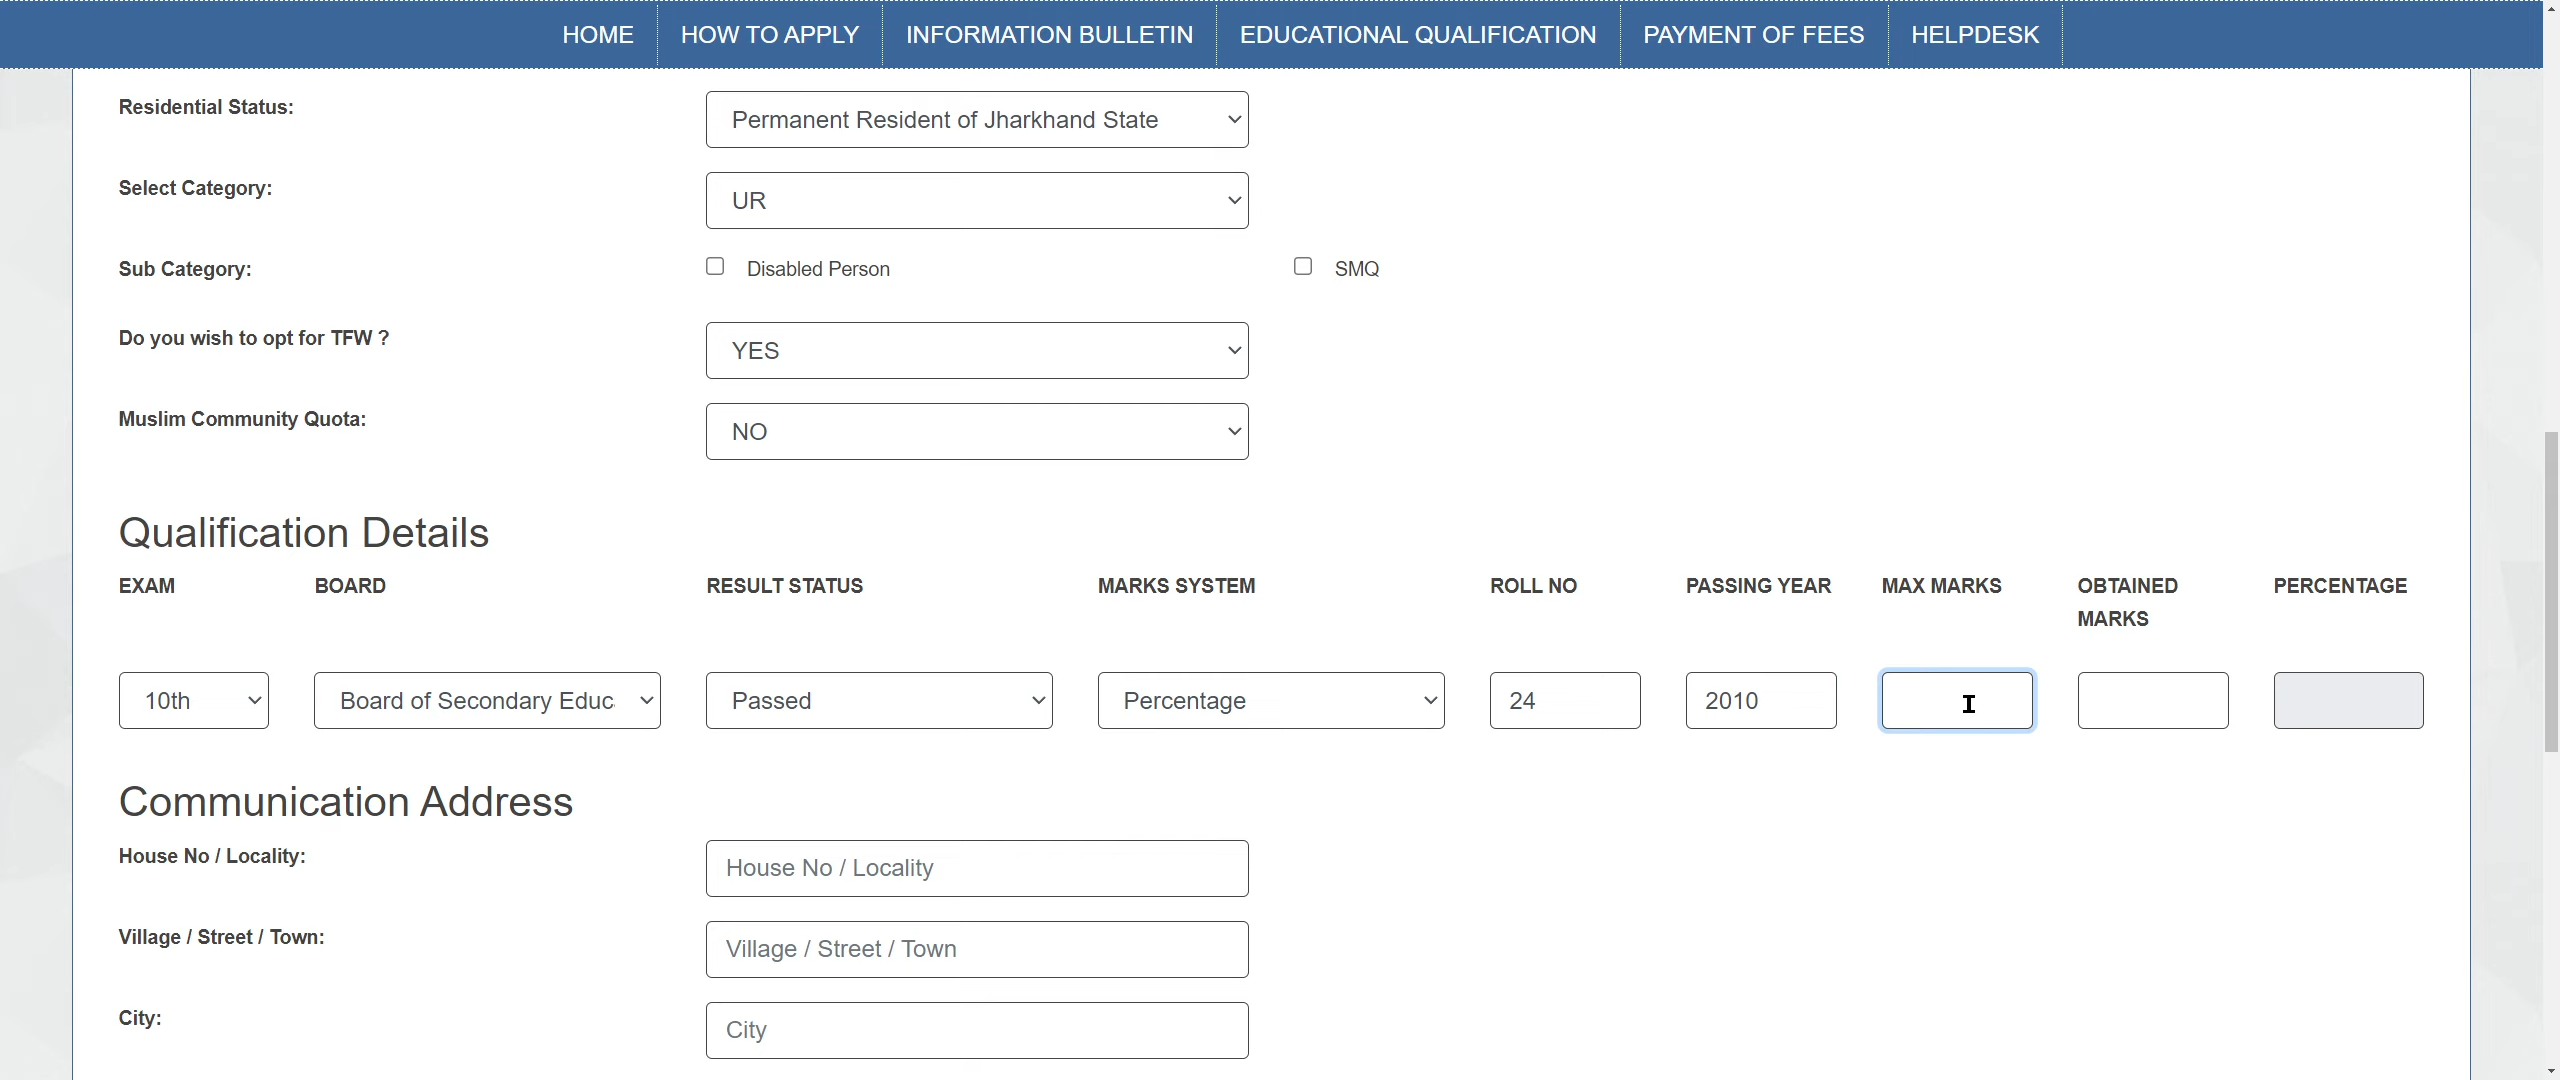 HOME HOW TO APPLY INFORMATION BULLETIN EDUCATIONAL QUALIFICATION PAYMENT OF FEES HELPDESK
Residential Status: Permanent Resident of Jharkhand State
Select Category: UR
Sub Category: Disabled Person SMQ
Do you wish to opt for TFW ? YES
Muslim Community Quota: NO
Qualification Details
EXAM BOARD RESULT STATUS MARKS SYSTEM ROLL NO PASSING YEAR MAX MARKS OBTAINED MARKS PERCENTAGE
10th Board of Secondary Educ Passed Percentage 24 2010
Communication Address
House No / Locality: House No / Locality
Village / Street / Town: Village / Street / Town
City: City